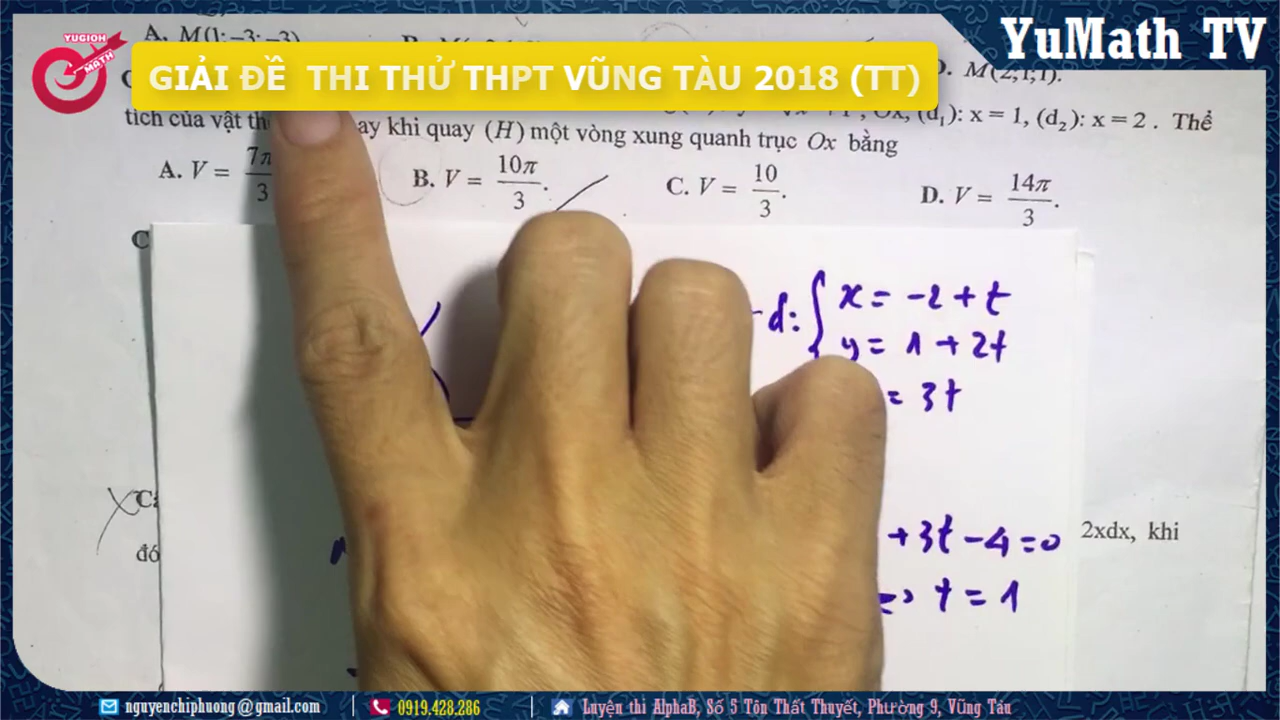 YuMath TV
YUGIOH
MATH
GIẢI ĐỀ THI THỬ THPT VŨNG TÀU 2018 (TT)
A. M(1; −3; −3)
M(2;1;1).
Ox, (d₁): x = 1, (d₂): x = 2 . Thể
tích của vật ay khi quay (H) một vòng xung quanh trục Ox bằng
A. V = 7π/3
B. V = 10π/3.
C. V = 10/3.
D. V = 14π/3.
C
d: { x = -2 + t
y = 1 + 2t
= 3t
+ 3t - 4 = 0
2xdx, khi
đó
t = 1
nguyenchiphuong@gmail.com
0919.428.286
Luyện thi AlphaB, Số 5 Tôn Thất Thuyết, Phường 9, Vũng Tàu